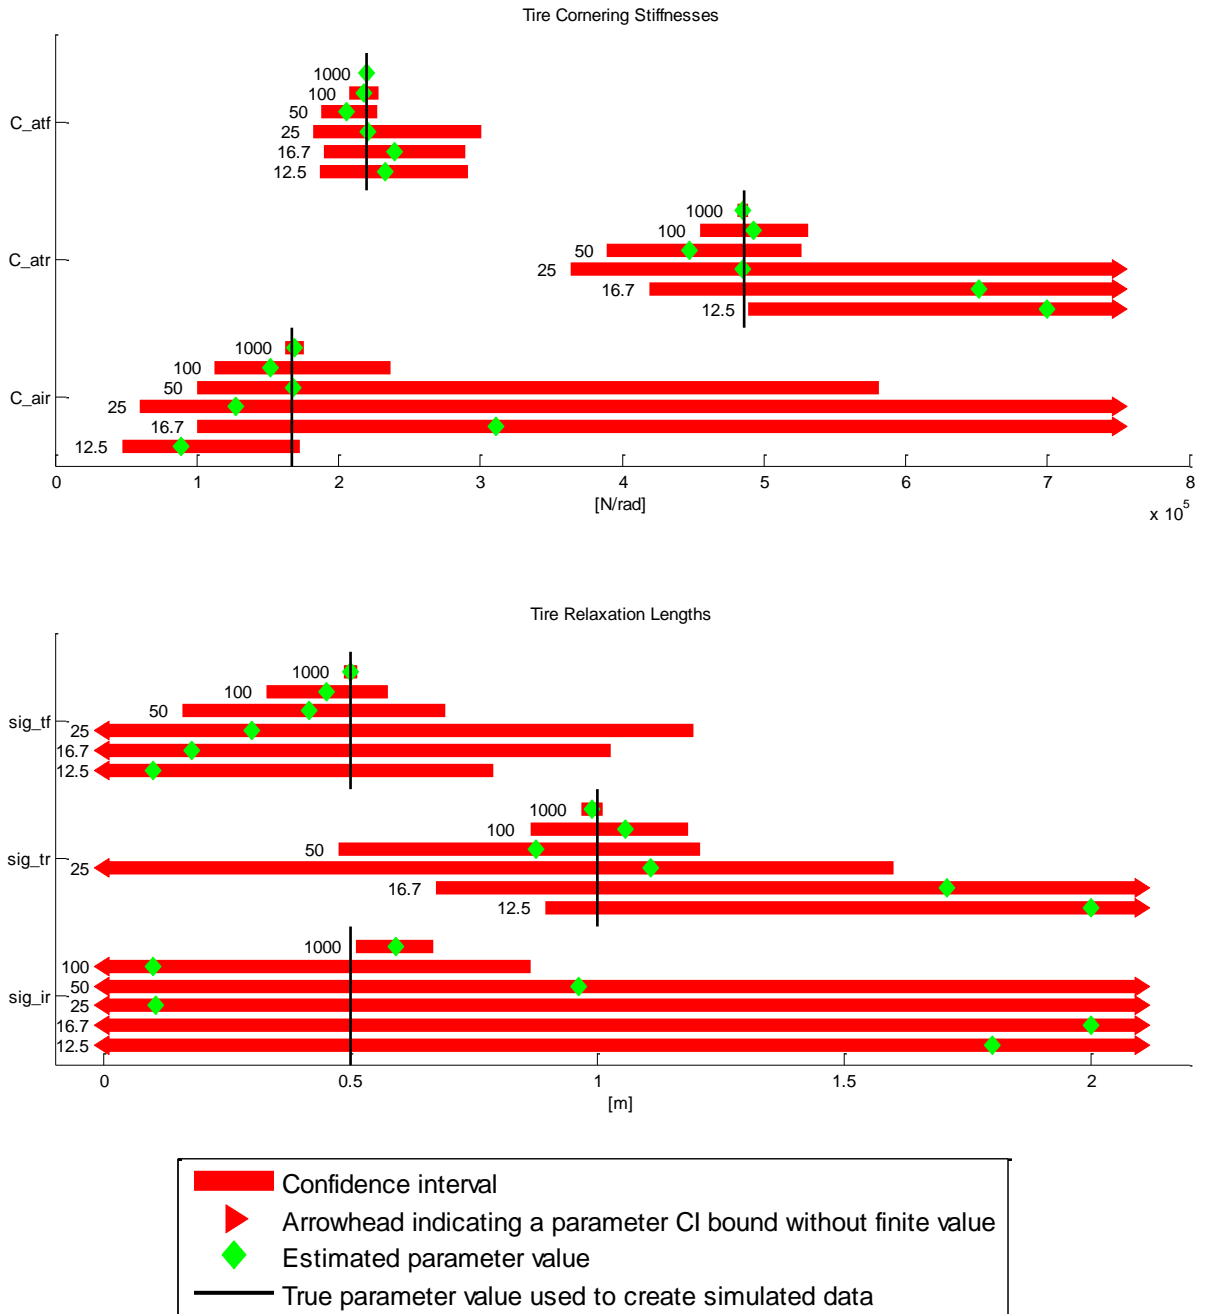 Tire Cornering Stiffnesses
1000
100
50
C_atf
25
16.7
12.5
1000
100
50
C_atr
25
16.7
12.5
1000
100
50
C_air
25
16.7
12.5
0 1 2 3 4 5 6 7 8
[N/rad]
x 10^5
Tire Relaxation Lengths
1000
100
50
sig_tf
25
16.7
12.5
1000
100
50
sig_tr
25
16.7
12.5
1000
100
50
sig_ir
25
16.7
12.5
0 0.5 1 1.5 2
[m]
Confidence interval
Arrowhead indicating a parameter CI bound without finite value
Estimated parameter value
True parameter value used to create simulated data